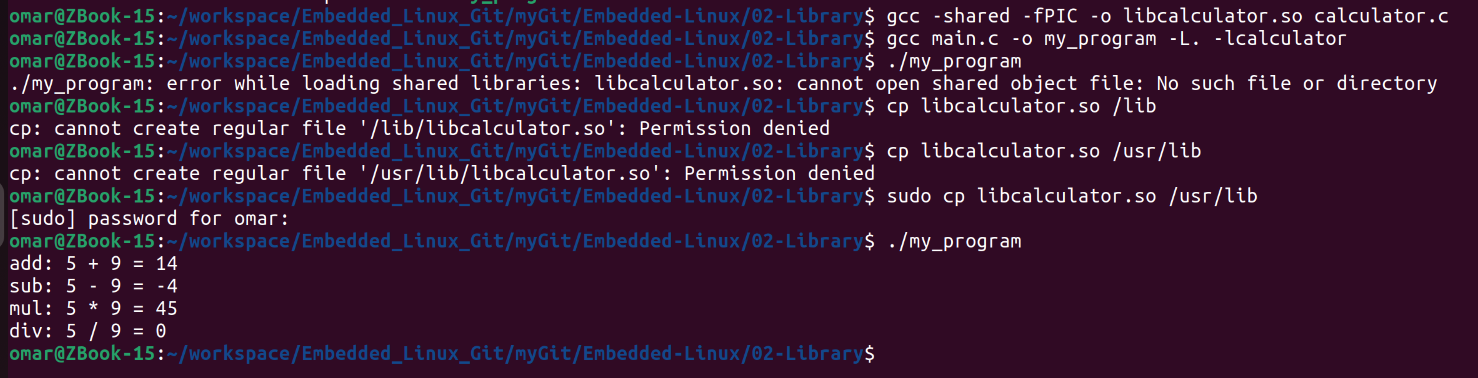 omar@ZBook-15:~/workspace/Embedded_Linux_Git/myGit/Embedded-Linux/02-Library$ gcc -shared -fPIC -o libcalculator.so calculator.c
omar@ZBook-15:~/workspace/Embedded_Linux_Git/myGit/Embedded-Linux/02-Library$ gcc main.c -o my_program -L. -lcalculator
omar@ZBook-15:~/workspace/Embedded_Linux_Git/myGit/Embedded-Linux/02-Library$ ./my_program
./my_program: error while loading shared libraries: libcalculator.so: cannot open shared object file: No such file or directory
omar@ZBook-15:~/workspace/Embedded_Linux_Git/myGit/Embedded-Linux/02-Library$ cp libcalculator.so /lib
cp: cannot create regular file '/lib/libcalculator.so': Permission denied
omar@ZBook-15:~/workspace/Embedded_Linux_Git/myGit/Embedded-Linux/02-Library$ cp libcalculator.so /usr/lib
cp: cannot create regular file '/usr/lib/libcalculator.so': Permission denied
omar@ZBook-15:~/workspace/Embedded_Linux_Git/myGit/Embedded-Linux/02-Library$ sudo cp libcalculator.so /usr/lib
[sudo] password for omar:
omar@ZBook-15:~/workspace/Embedded_Linux_Git/myGit/Embedded-Linux/02-Library$ ./my_program
add: 5 + 9 = 14
sub: 5 - 9 = -4
mul: 5 * 9 = 45
div: 5 / 9 = 0
omar@ZBook-15:~/workspace/Embedded_Linux_Git/myGit/Embedded-Linux/02-Library$